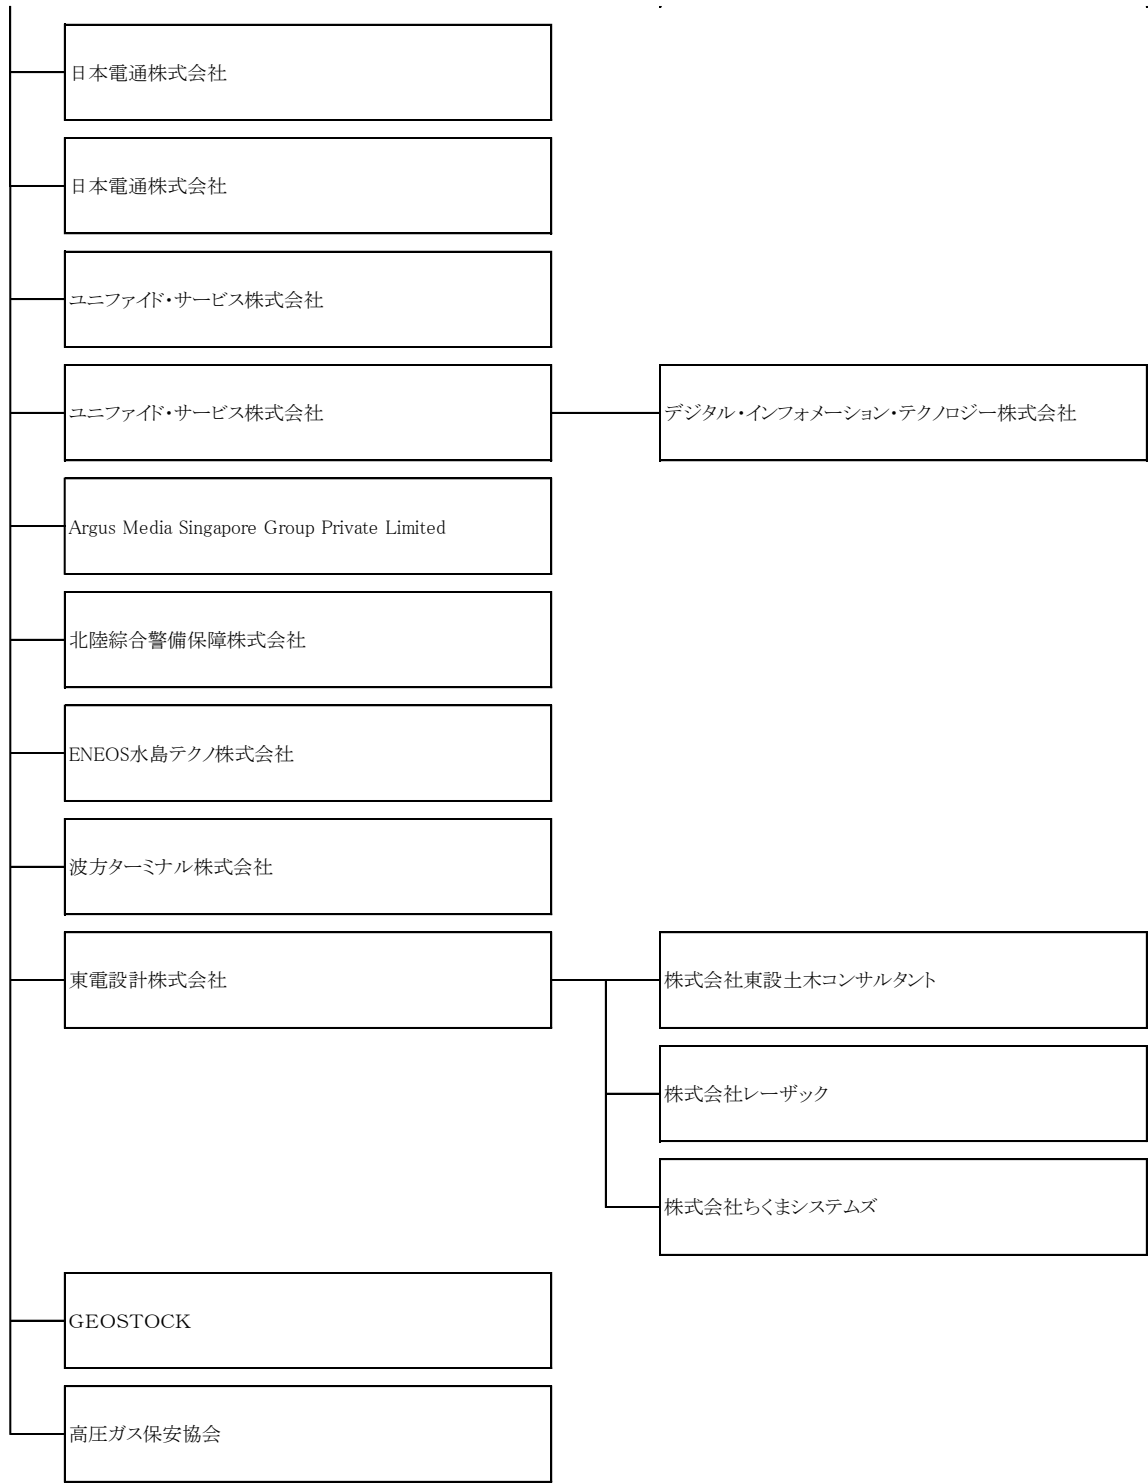 日本電通株式会社
日本電通株式会社
ユニファイド・サービス株式会社
ユニファイド・サービス株式会社
デジタル・インフォメーション・テクノロジー株式会社
Argus Media Singapore Group Private Limited
北陸綜合警備保障株式会社
ENEOS水島テクノ株式会社
波方ターミナル株式会社
東電設計株式会社
株式会社東設土木コンサルタント
株式会社レーザック
株式会社ちくまシステムズ
GEOSTOCK
高圧ガス保安協会